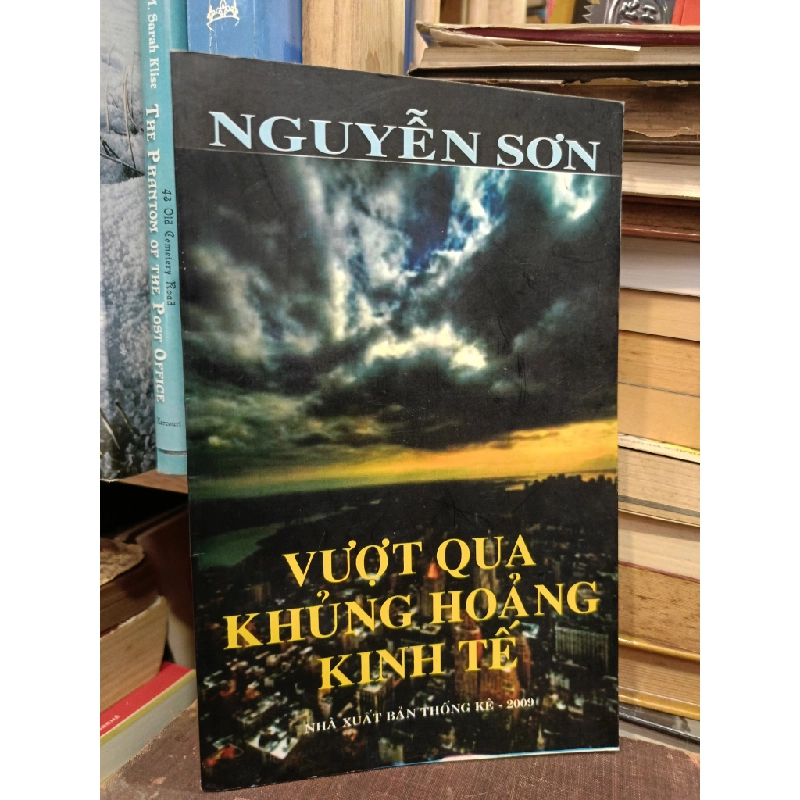 NGUYỄN SƠN
VƯỢT QUA
KHỦNG HOẢNG
KINH TẾ
NHÀ XUẤT BẢN THỐNG KÊ - 2009
M. Sarah Klise THE PHANTOM OF THE POST OFFICE
43 Old Cemetery Road
Harcourt